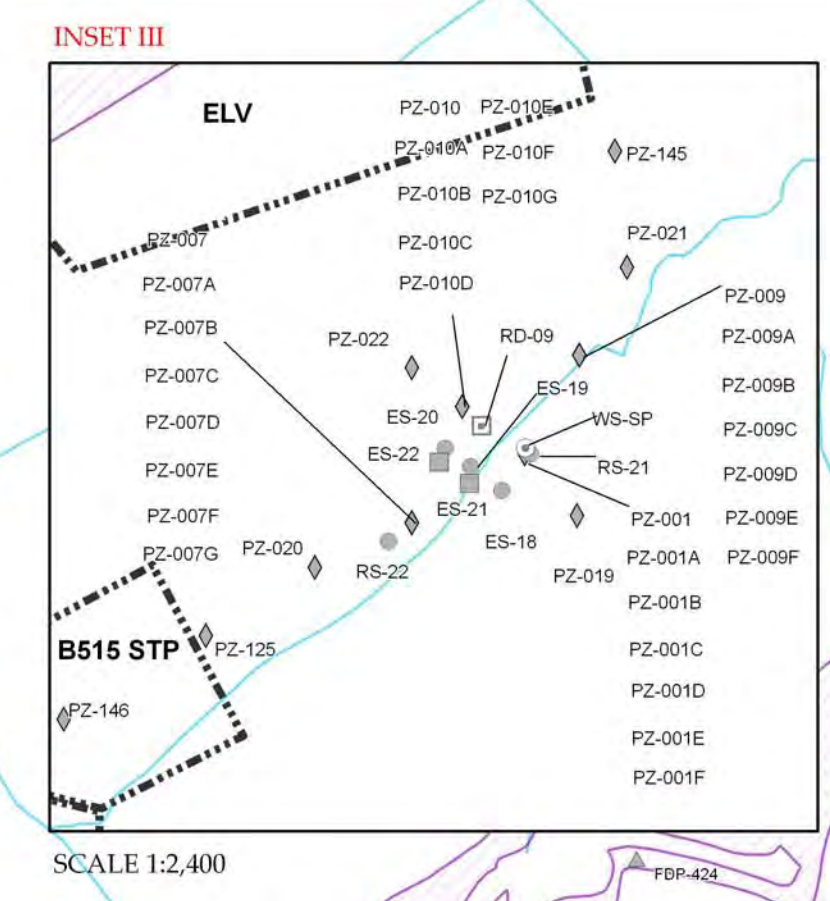 INSET III
ELV
PZ-010 PZ-010E
PZ-010A PZ-010F
PZ-145
PZ-010B PZ-010G
PZ-007
PZ-010C
PZ-021
PZ-007A
PZ-010D
PZ-009
PZ-007B
PZ-022
RD-09
PZ-009A
PZ-007C
ES-19
PZ-009B
ES-20
PZ-007D
WS-SP
PZ-009C
ES-22
PZ-007E
RS-21
PZ-009D
ES-21
PZ-007F
PZ-001
PZ-009E
ES-18
PZ-007G
PZ-020
PZ-001A
PZ-009F
RS-22
PZ-019
PZ-001B
B515 STP
PZ-125
PZ-001C
PZ-001D
PZ-146
PZ-001E
PZ-001F
SCALE 1:2,400
FDP-424